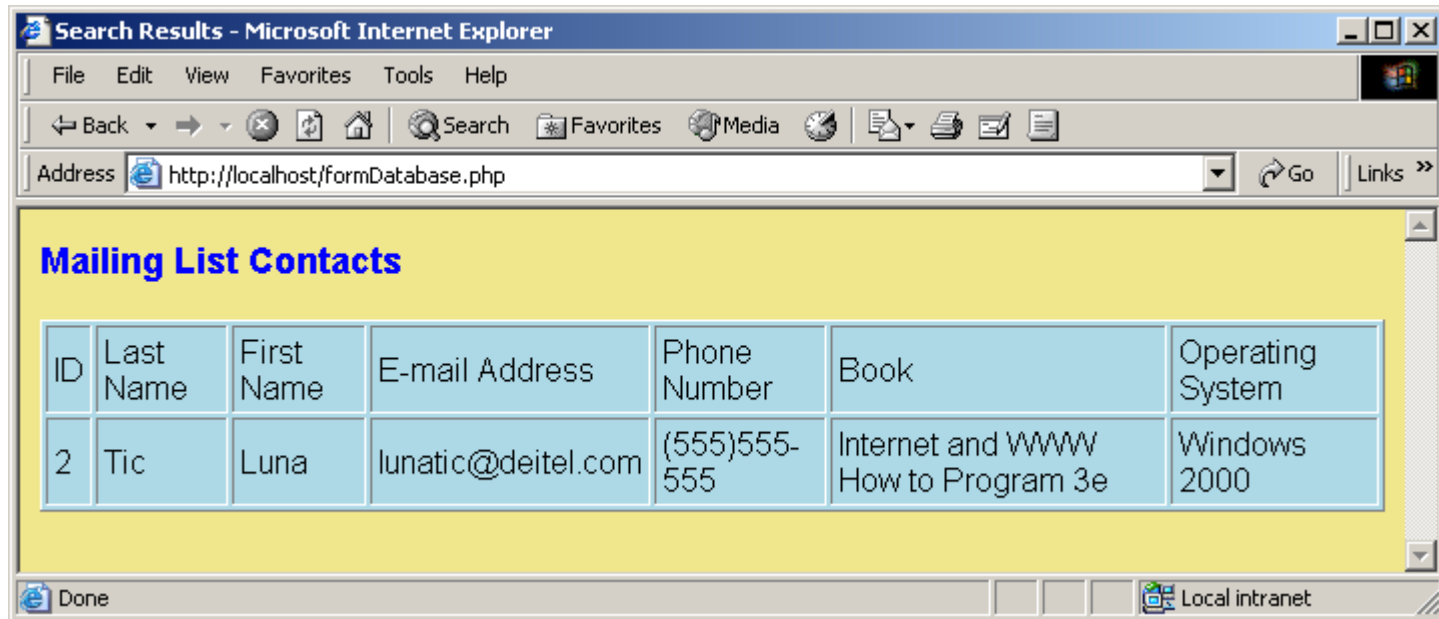 Search Results - Microsoft Internet Explorer
File Edit View Favorites Tools Help
Back Search Favorites Media
Address http://localhost/formDatabase.php Go Links »
Mailing List Contacts
ID Last Name First Name E-mail Address Phone Number Book Operating System
2 Tic Luna lunatic@deitel.com (555)555-555 Internet and WWW How to Program 3e Windows 2000
Done Local intranet